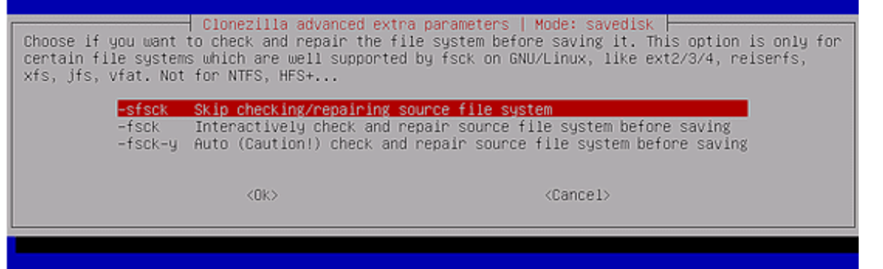 Clonezilla advanced extra parameters | Mode: savedisk
Choose if you want to check and repair the file system before saving it. This option is only for
certain file systems which are well supported by fsck on GNU/Linux, like ext2/3/4, reiserfs,
xfs, jfs, vfat. Not for NTFS, HFS+...
-sfsck Skip checking/repairing source file system
-fsck Interactively check and repair source file system before saving
-fsck-y Auto (Caution!) check and repair source file system before saving
<Ok> <Cancel>